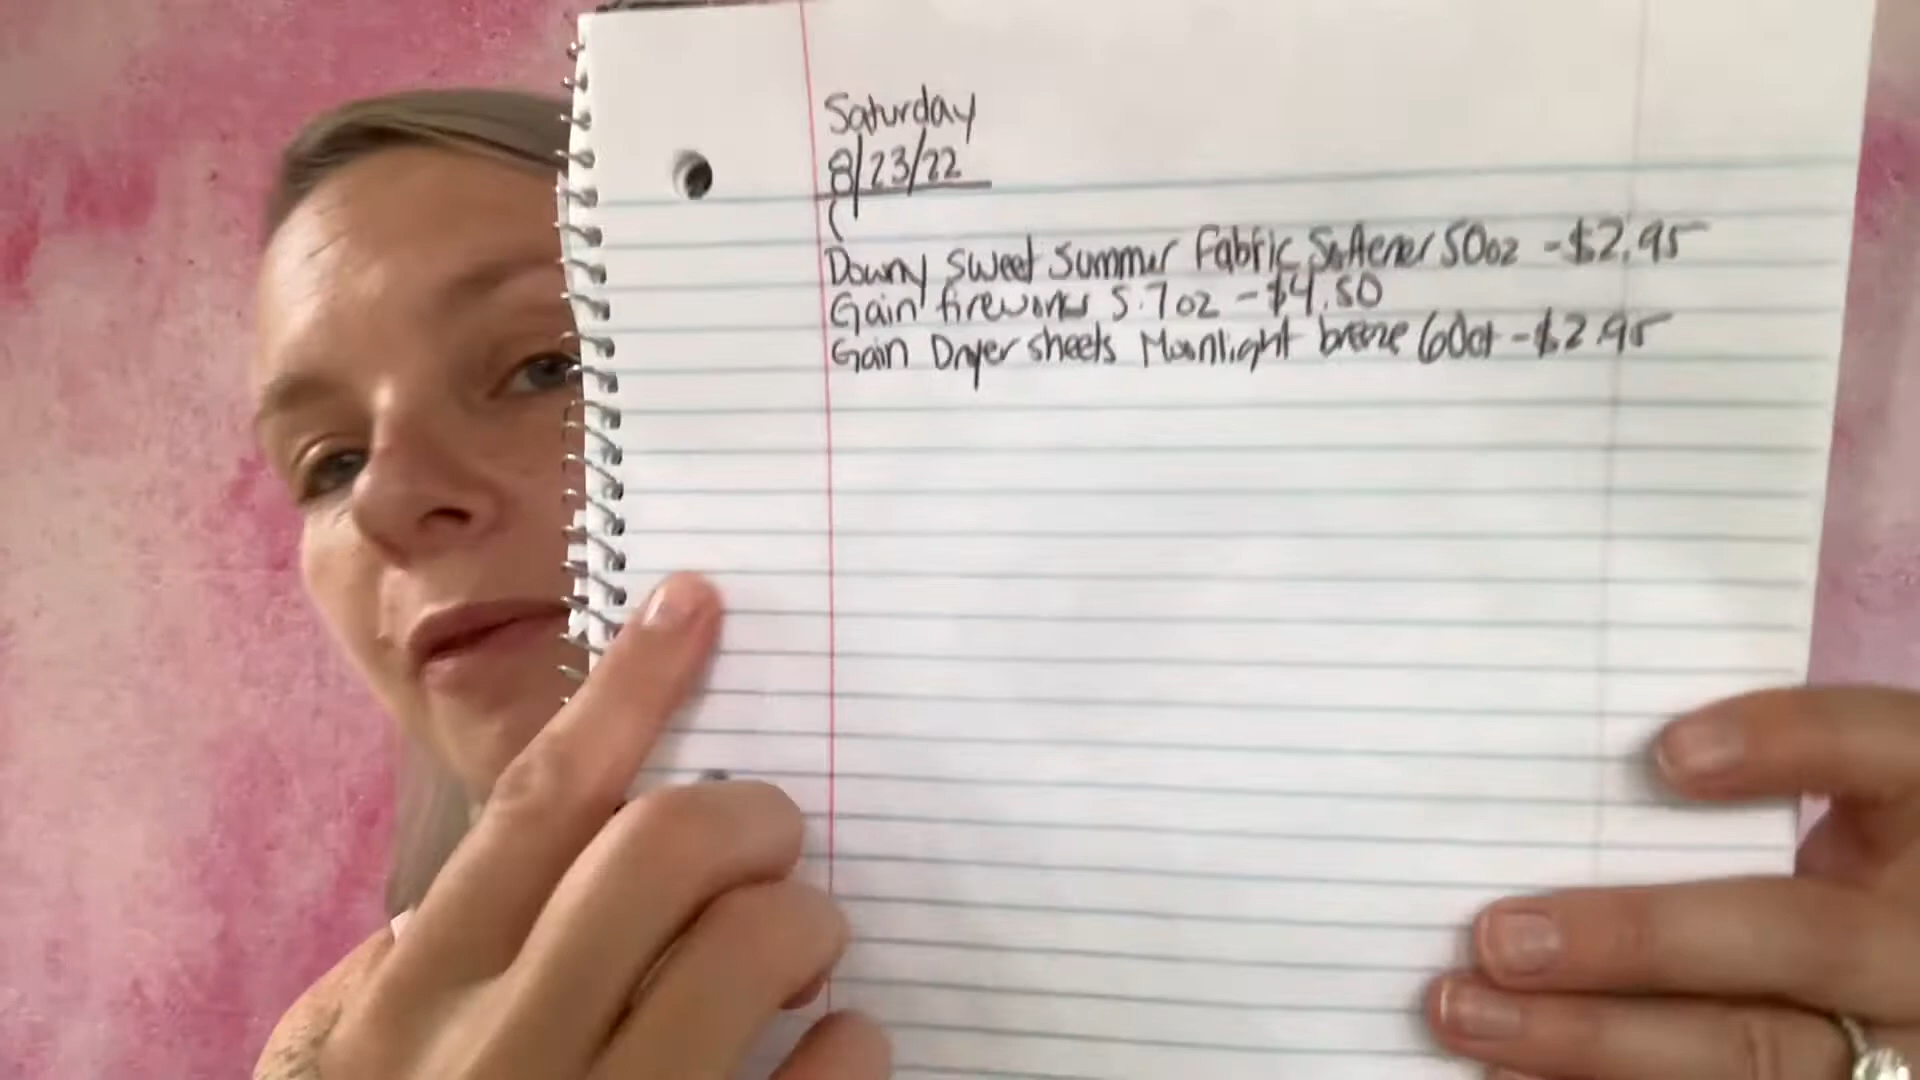 Saturday
8/23/22
Downy Sweet Summer Fabric Softener 50oz - $2.95
Gain fireworks 5.7oz - $4.50
Gain Dryer sheets Moonlight breeze 60ct - $2.95